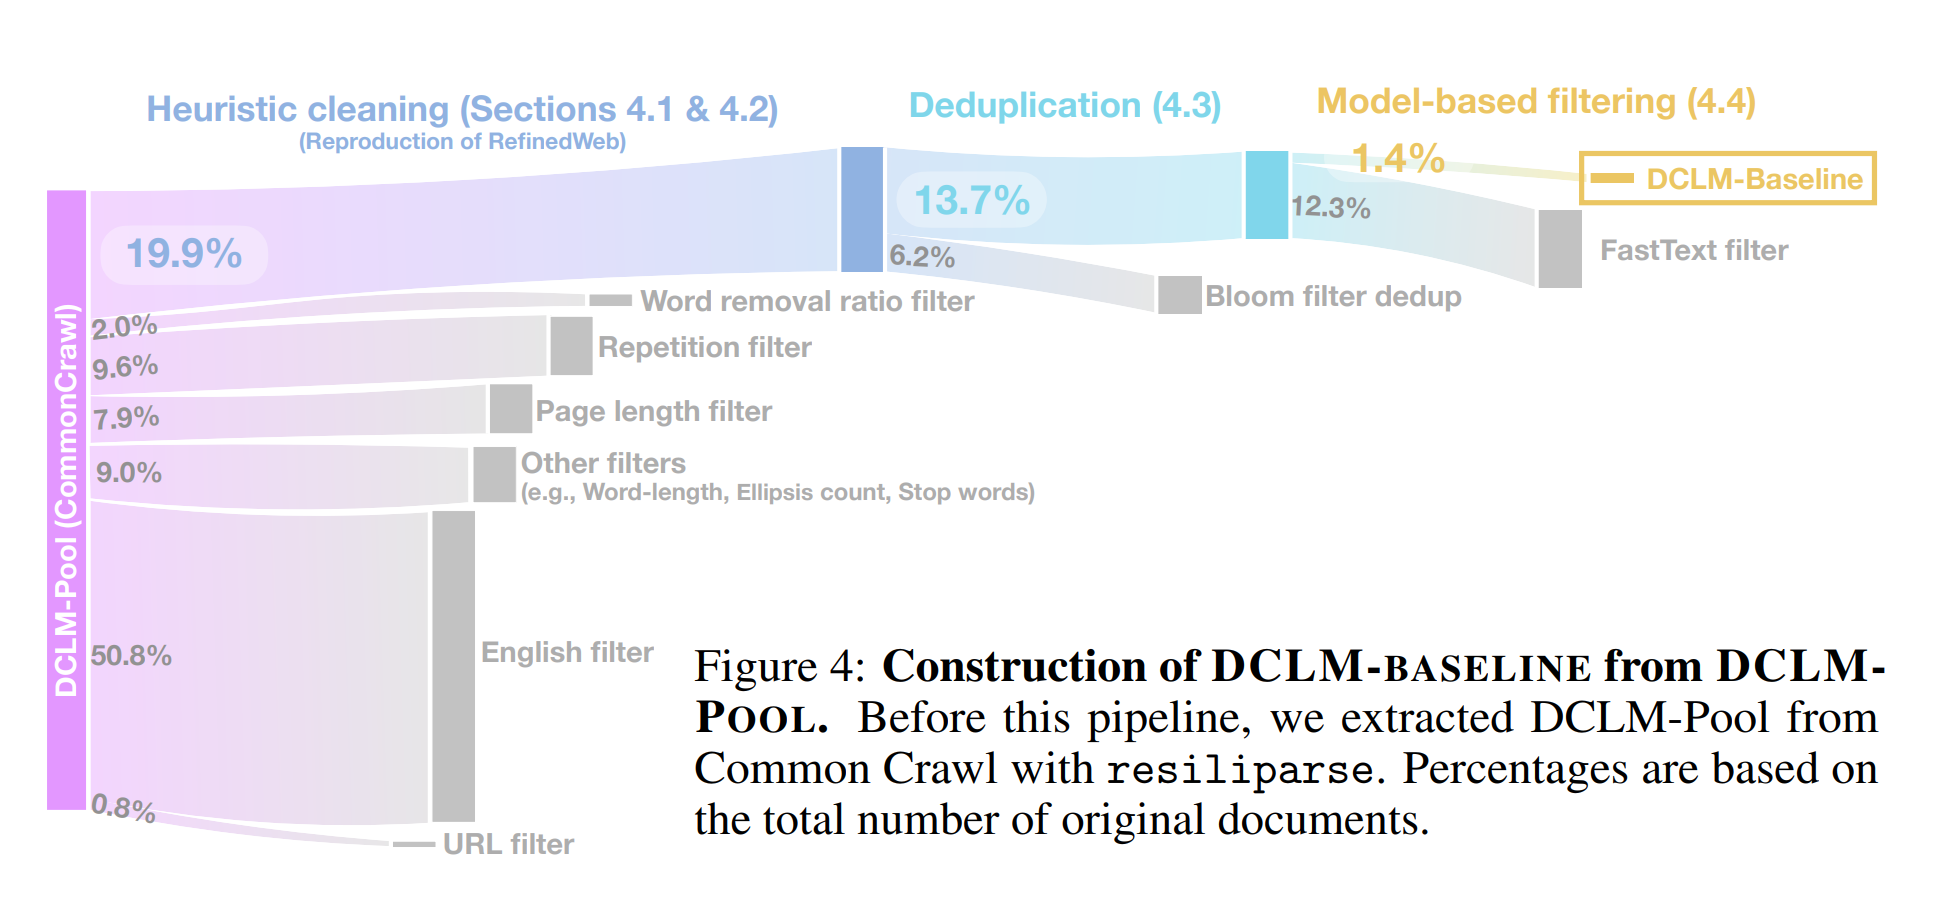 Heuristic cleaning (Sections 4.1 & 4.2)
(Reproduction of RefinedWeb)
Deduplication (4.3)
Model-based filtering (4.4)
DCLM-Pool (CommonCrawl)
19.9%
13.7%
1.4%
DCLM-Baseline
12.3%
FastText filter
6.2%
Bloom filter dedup
2.0%
Word removal ratio filter
9.6%
Repetition filter
7.9%
Page length filter
9.0%
Other filters
(e.g., Word-length, Ellipsis count, Stop words)
50.8%
English filter
0.8%
URL filter
Figure 4: Construction of DCLM-BASELINE from DCLM-
POOL. Before this pipeline, we extracted DCLM-Pool from
Common Crawl with resiliparse. Percentages are based on
the total number of original documents.